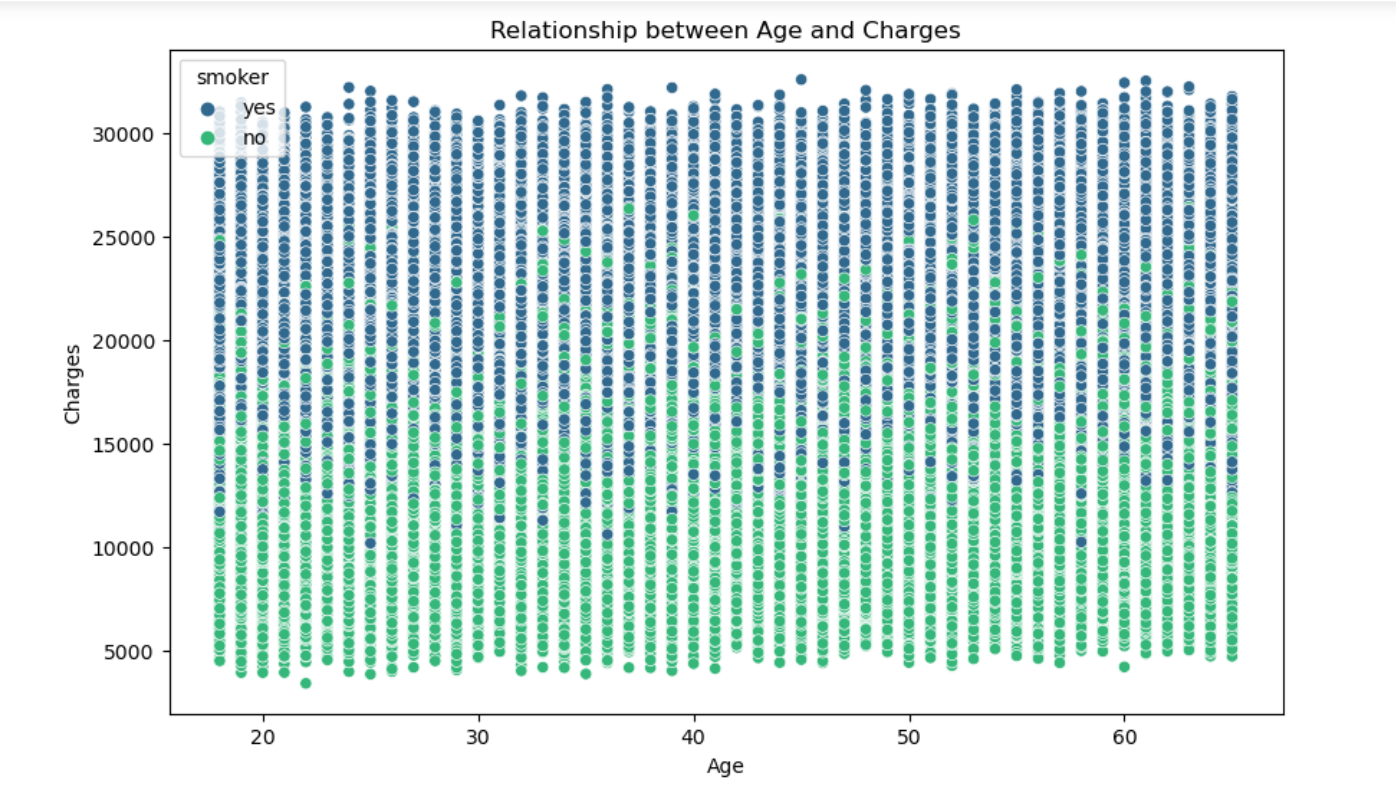 Relationship between Age and Charges
smoker
yes
no
30000
25000
20000
15000
10000
5000
Charges
20 30 40 50 60
Age